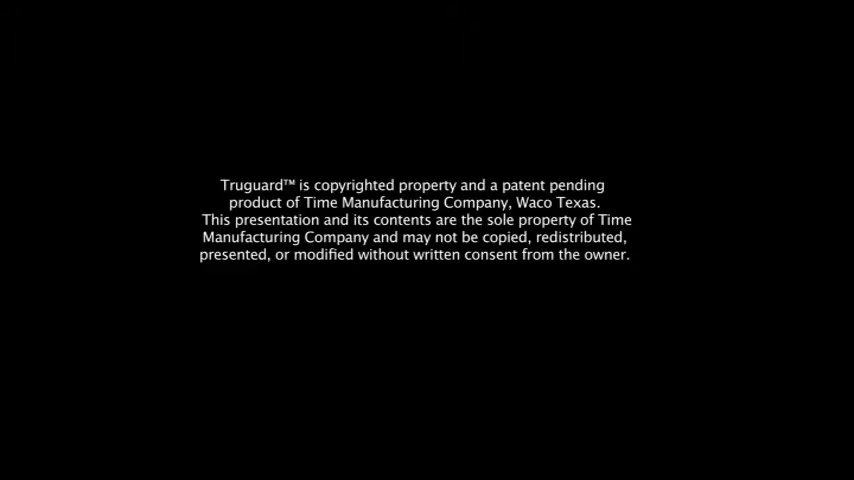 Truguard™ is copyrighted property and a patent pending
product of Time Manufacturing Company, Waco Texas.
This presentation and its contents are the sole property of Time
Manufacturing Company and may not be copied, redistributed,
presented, or modified without written consent from the owner.